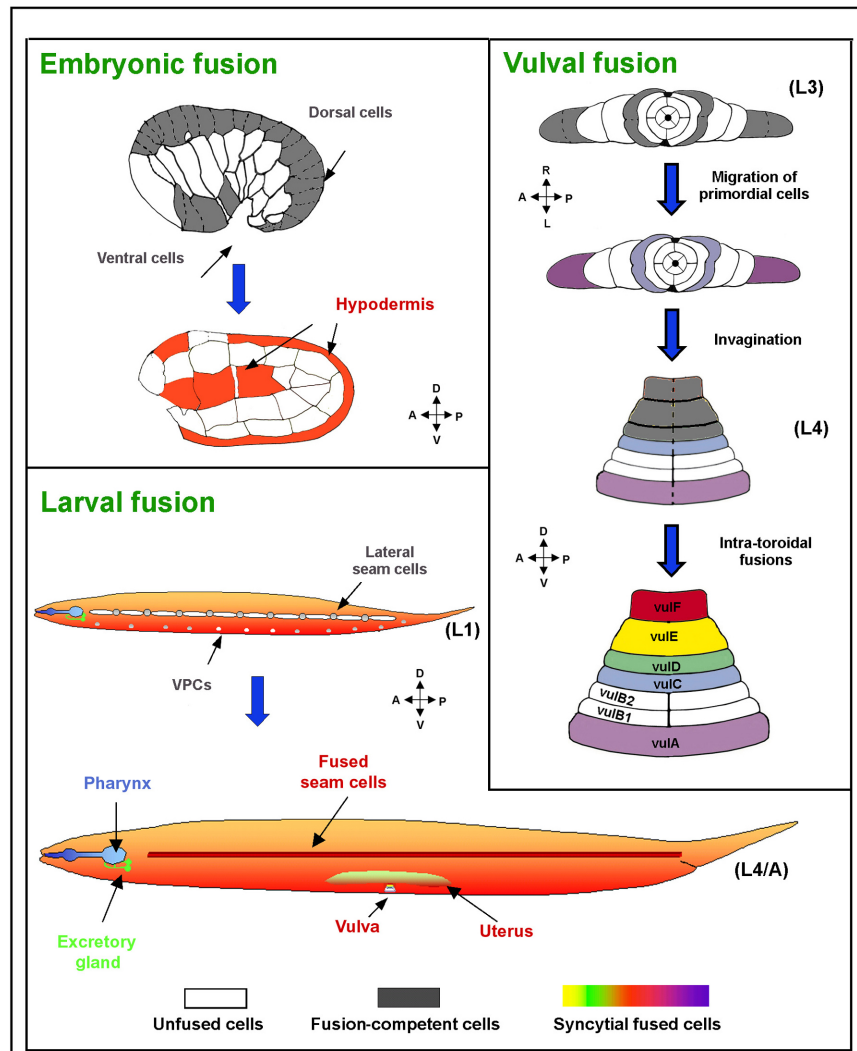 Embryonic fusion
Dorsal cells
Ventral cells
Hypodermis
D
A P
V
Vulval fusion
(L3)
R
A P
L
Migration of
primordial cells
Invagination
(L4)
D
A P
V
Intra-toroidal
fusions
vulF
vulE
vulD
vulC
vulB2
vulB1
vulA
Larval fusion
Lateral
seam cells
(L1)
VPCs
D
A P
V
Pharynx
Fused
seam cells
(L4/A)
Vulva
Uterus
Excretory
gland
Unfused cells
Fusion-competent cells
Syncytial fused cells